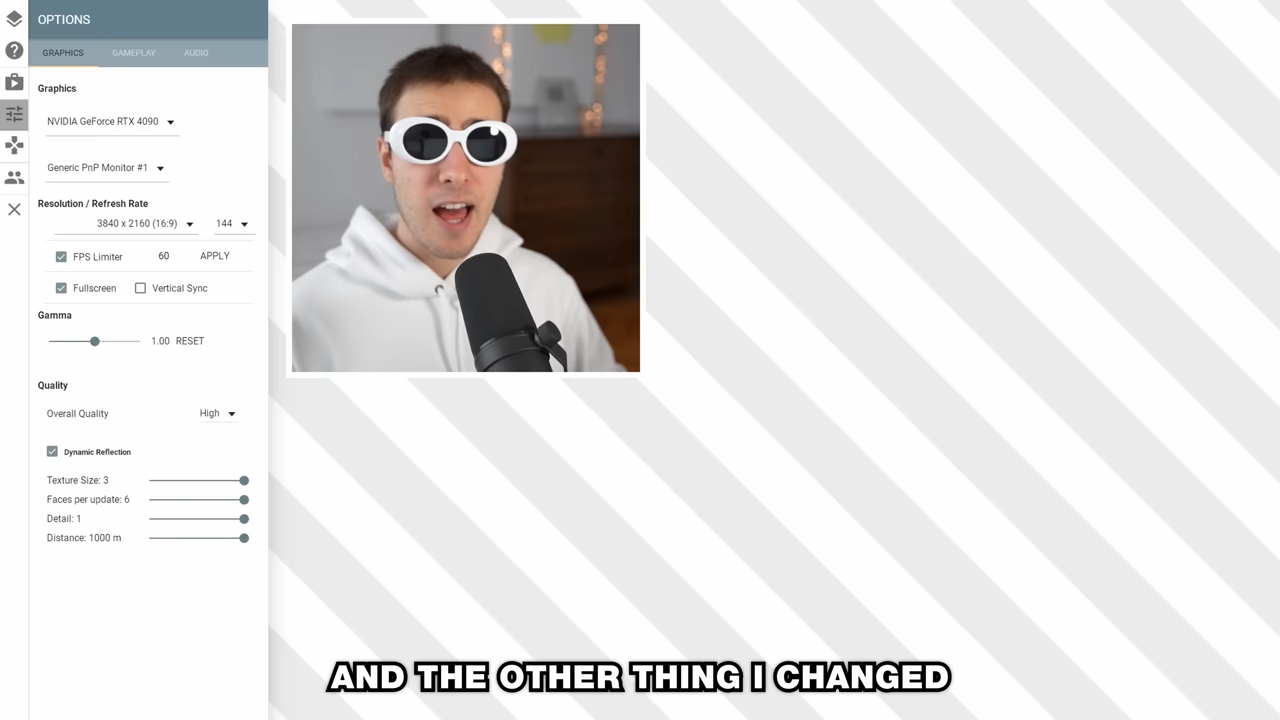 OPTIONS
GRAPHICS GAMEPLAY AUDIO
Graphics
NVIDIA GeForce RTX 4090
Generic PnP Monitor #1
Resolution / Refresh Rate
3840 x 2160 (16:9) 144
FPS Limiter 60 APPLY
Fullscreen Vertical Sync
Gamma
1.00 RESET
Quality
Overall Quality High
Dynamic Reflection
Texture Size: 3
Faces per update: 6
Detail: 1
Distance: 1000 m
AND THE OTHER THING I CHANGED